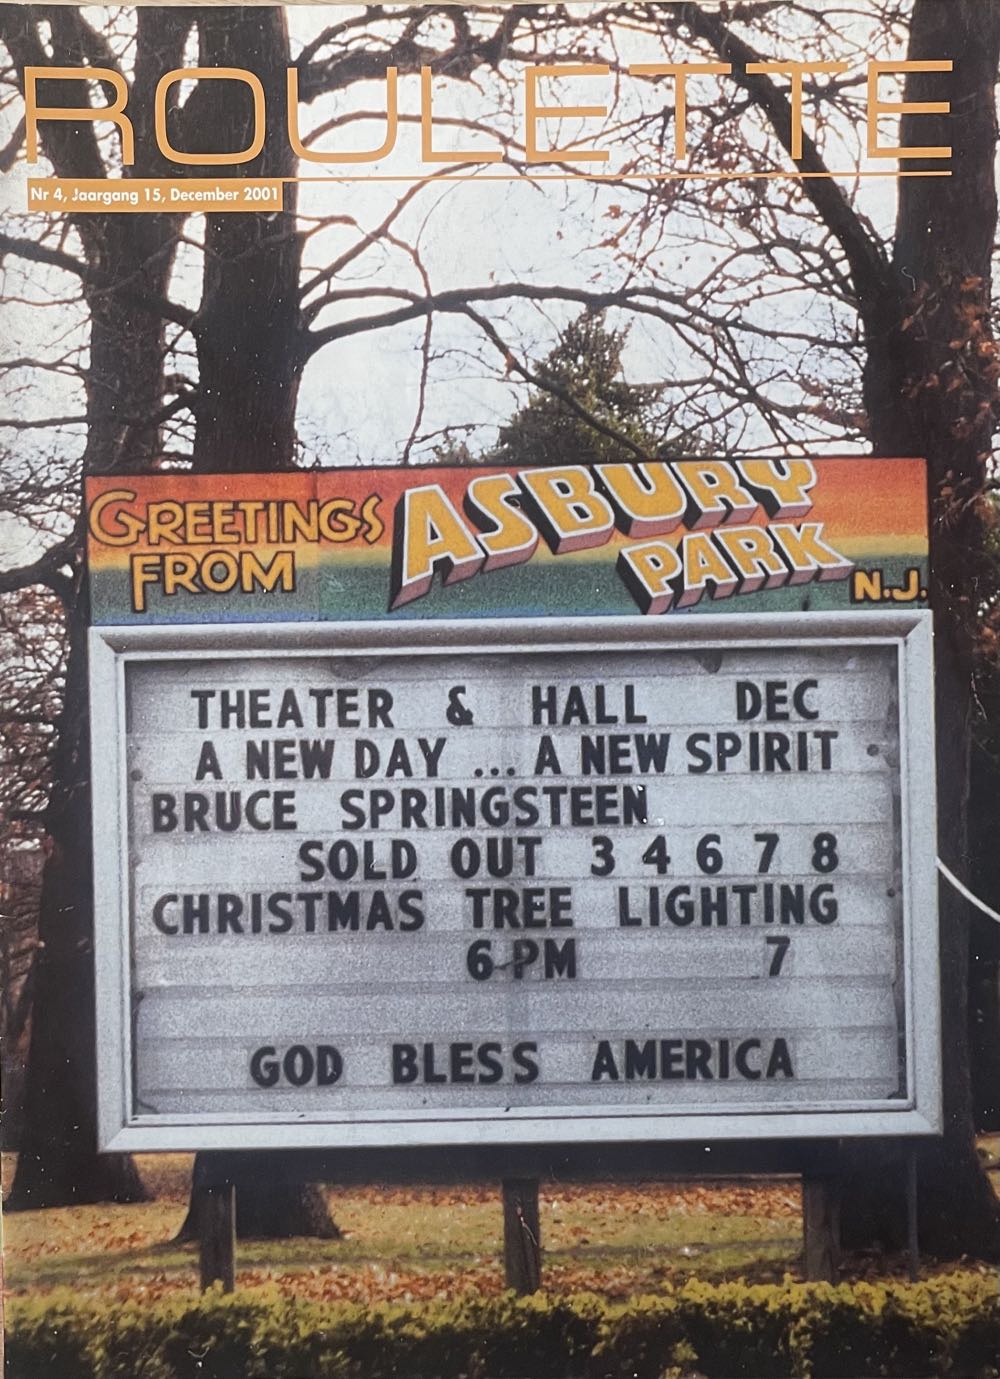 ROULETTE
Nr 4, Jaargang 15, December 2001
GREETINGS
FROM
ASBURY
PARK
N.J.
THEATER & HALL DEC
A NEW DAY ... A NEW SPIRIT
BRUCE SPRINGSTEEN
SOLD OUT 3 4 6 7 8
CHRISTMAS TREE LIGHTING
6 PM 7
GOD BLESS AMERICA